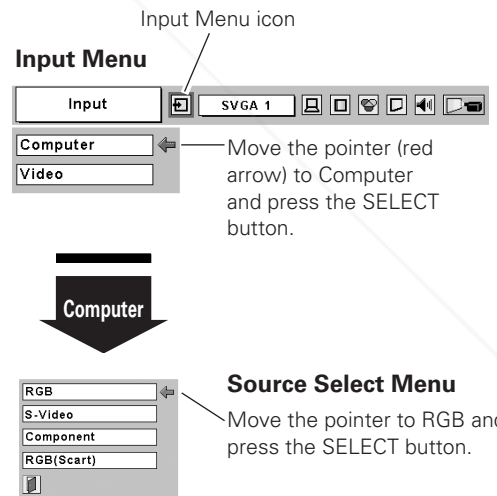 Input Menu icon
Input Menu
Input
SVGA 1
Computer
Video
Move the pointer (red
arrow) to Computer
and press the SELECT
button.
Computer
RGB
S-Video
Component
RGB(Scart)
Source Select Menu
Move the pointer to RGB and
press the SELECT button.